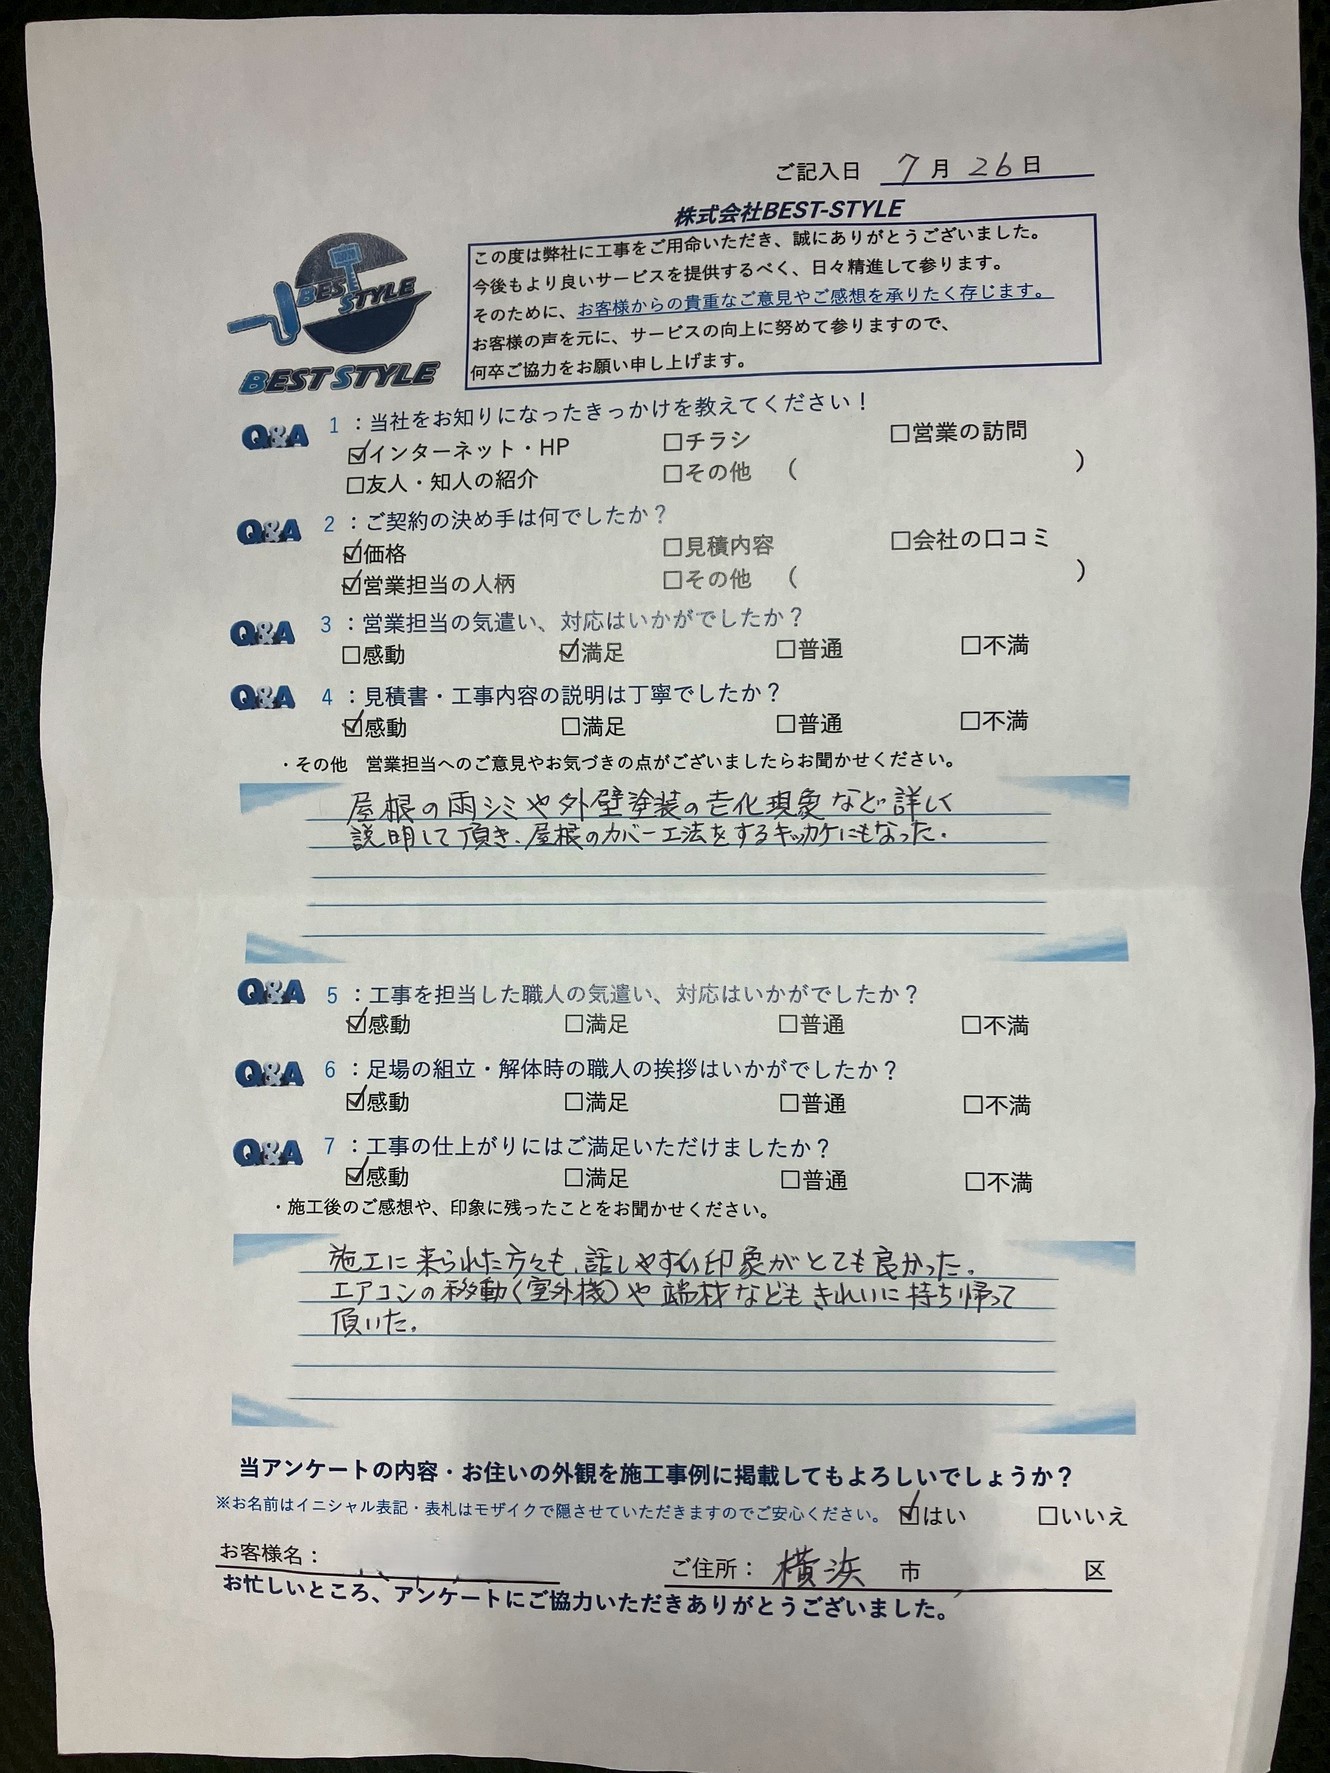 ご記入日 7月26日
株式会社BEST-STYLE
この度は弊社に工事をご用命いただき、誠にありがとうございました。
今後もより良いサービスを提供するべく、日々精進して参ります。
そのために、お客様からの貴重なご意見やご感想を承りたく存じます。
お客様の声を元に、サービスの向上に努めて参りますので、
何卒ご協力をお願い申し上げます。
BEST STYLE
BEST STYLE
Q&A 1：当社をお知りになったきっかけを教えてください！
☑インターネット・HP □チラシ □営業の訪問
□友人・知人の紹介 □その他 （ ）
Q&A 2：ご契約の決め手は何でしたか？
☑価格 □見積内容 □会社の口コミ
☑営業担当の人柄 □その他 （ ）
Q&A 3：営業担当の気遣い、対応はいかがでしたか？
□感動 ☑満足 □普通 □不満
Q&A 4：見積書・工事内容の説明は丁寧でしたか？
☑感動 □満足 □普通 □不満
・その他 営業担当へのご意見やお気づきの点がございましたらお聞かせください。
屋根の雨シミや外壁塗装の老化現象など詳しく
説明して頂き、屋根のカバー工法をするキッカケにもなった.
Q&A 5：工事を担当した職人の気遣い、対応はいかがでしたか？
☑感動 □満足 □普通 □不満
Q&A 6：足場の組立・解体時の職人の挨拶はいかがでしたか？
☑感動 □満足 □普通 □不満
Q&A 7：工事の仕上がりにはご満足いただけましたか？
☑感動 □満足 □普通 □不満
・施工後のご感想や、印象に残ったことをお聞かせください。
施工に来られた方々も、話しやすい印象がとても良かった.
エアコンの移動(室外機)や端材などもきれいに持ち帰って
頂いた.
当アンケートの内容・お住いの外観を施工事例に掲載してもよろしいでしょうか？
※お名前はイニシャル表記・表札はモザイクで隠させていただきますのでご安心ください。 ☑はい □いいえ
お客様名： ご住所：横浜市 区
お忙しいところ、アンケートにご協力いただきありがとうございました。